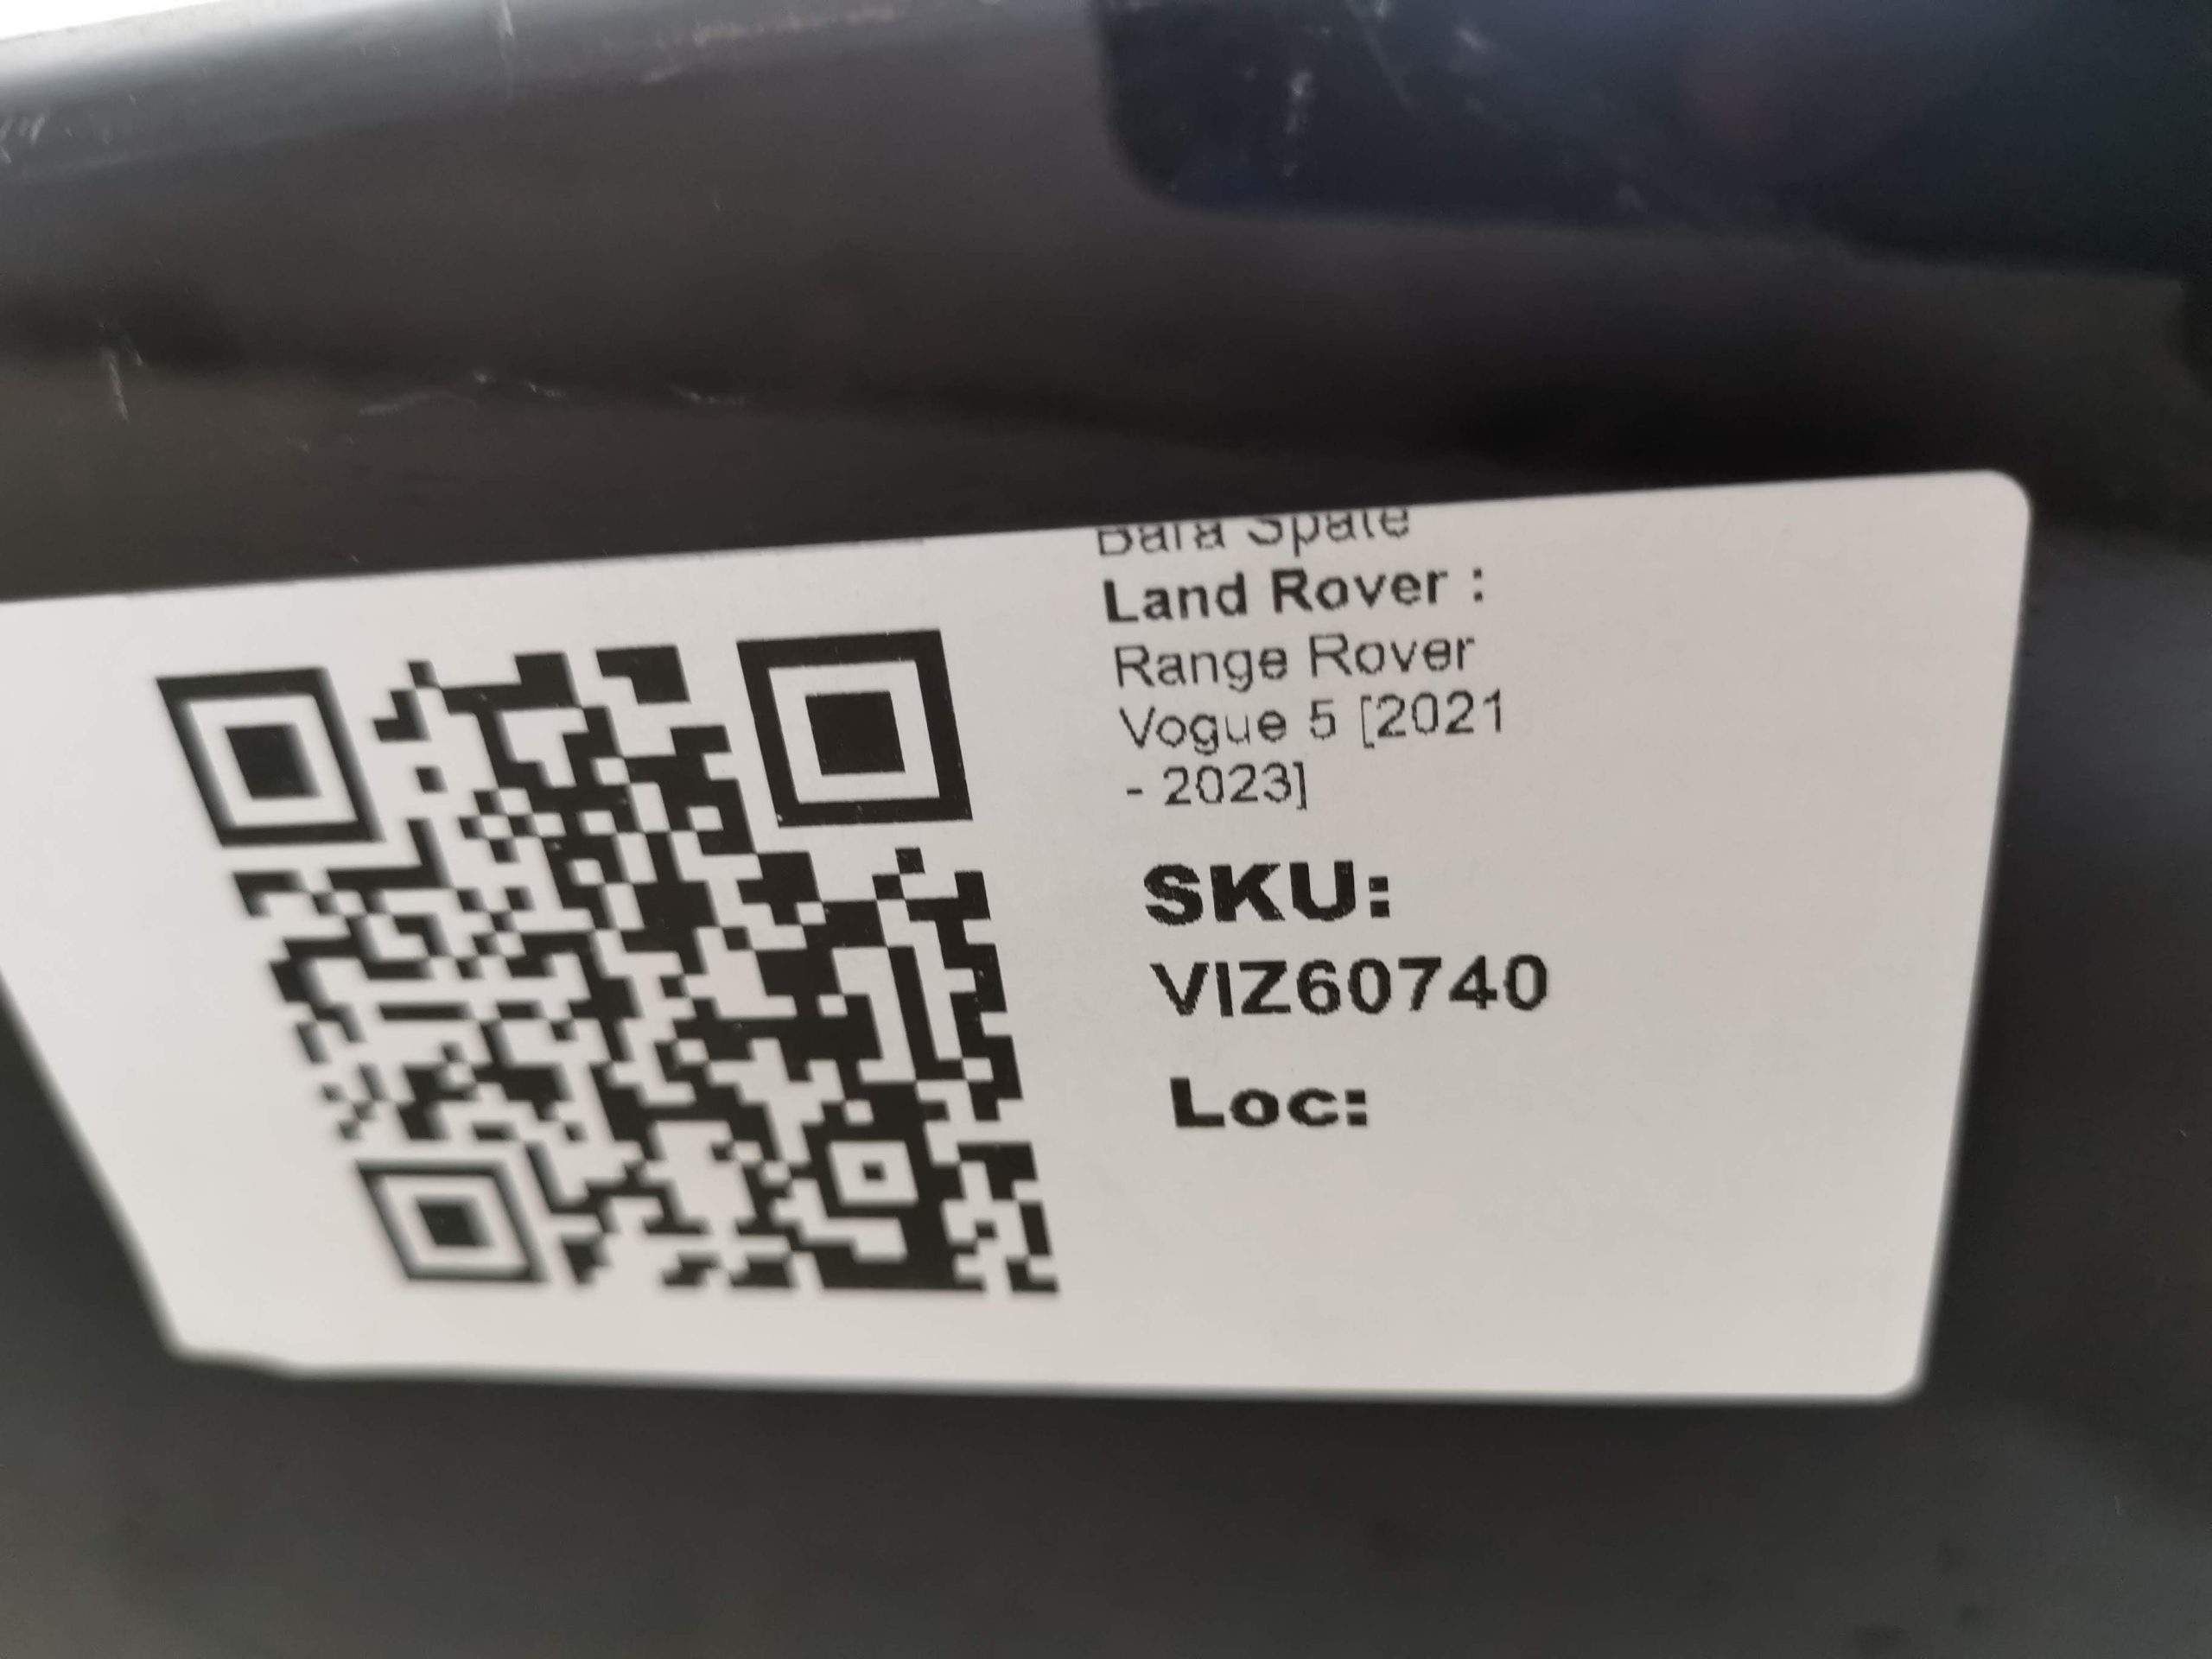 Bara Spate
Land Rover :
Range Rover
Vogue 5 [2021
- 2023]
SKU:
VIZ60740
Loc: